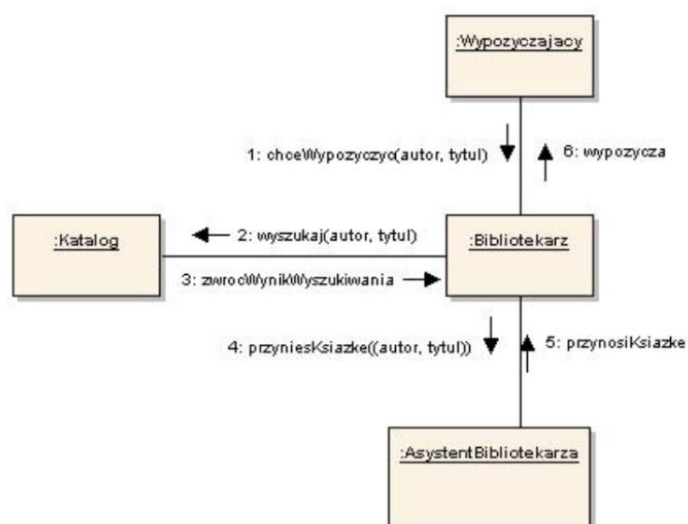 :Wypozyczajacy
1: chceWypozyczyc(autor, tytul)
6: wypozycza
:Katalog
2: wyszukaj(autor, tytul)
:Bibliotekarz
3: zwrocWynikWyszukiwania
4: przyniesKsiazke((autor, tytul))
5: przynosiKsiazke
:AsystentBibliotekarza